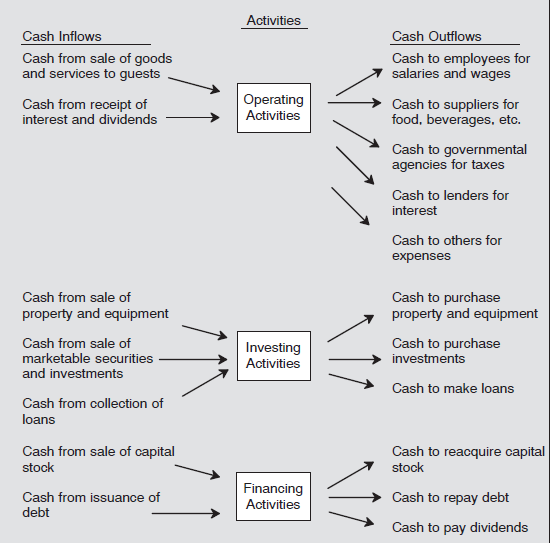 Activities
Cash Inflows
Cash Outflows
Cash from sale of goods
and services to guests
Cash from receipt of
interest and dividends
Operating
Activities
Cash to employees for
salaries and wages
Cash to suppliers for
food, beverages, etc.
Cash to governmental
agencies for taxes
Cash to lenders for
interest
Cash to others for
expenses
Cash from sale of
property and equipment
Cash from sale of
marketable securities
and investments
Cash from collection of
loans
Investing
Activities
Cash to purchase
property and equipment
Cash to purchase
investments
Cash to make loans
Cash from sale of capital
stock
Cash from issuance of
debt
Financing
Activities
Cash to reacquire capital
stock
Cash to repay debt
Cash to pay dividends